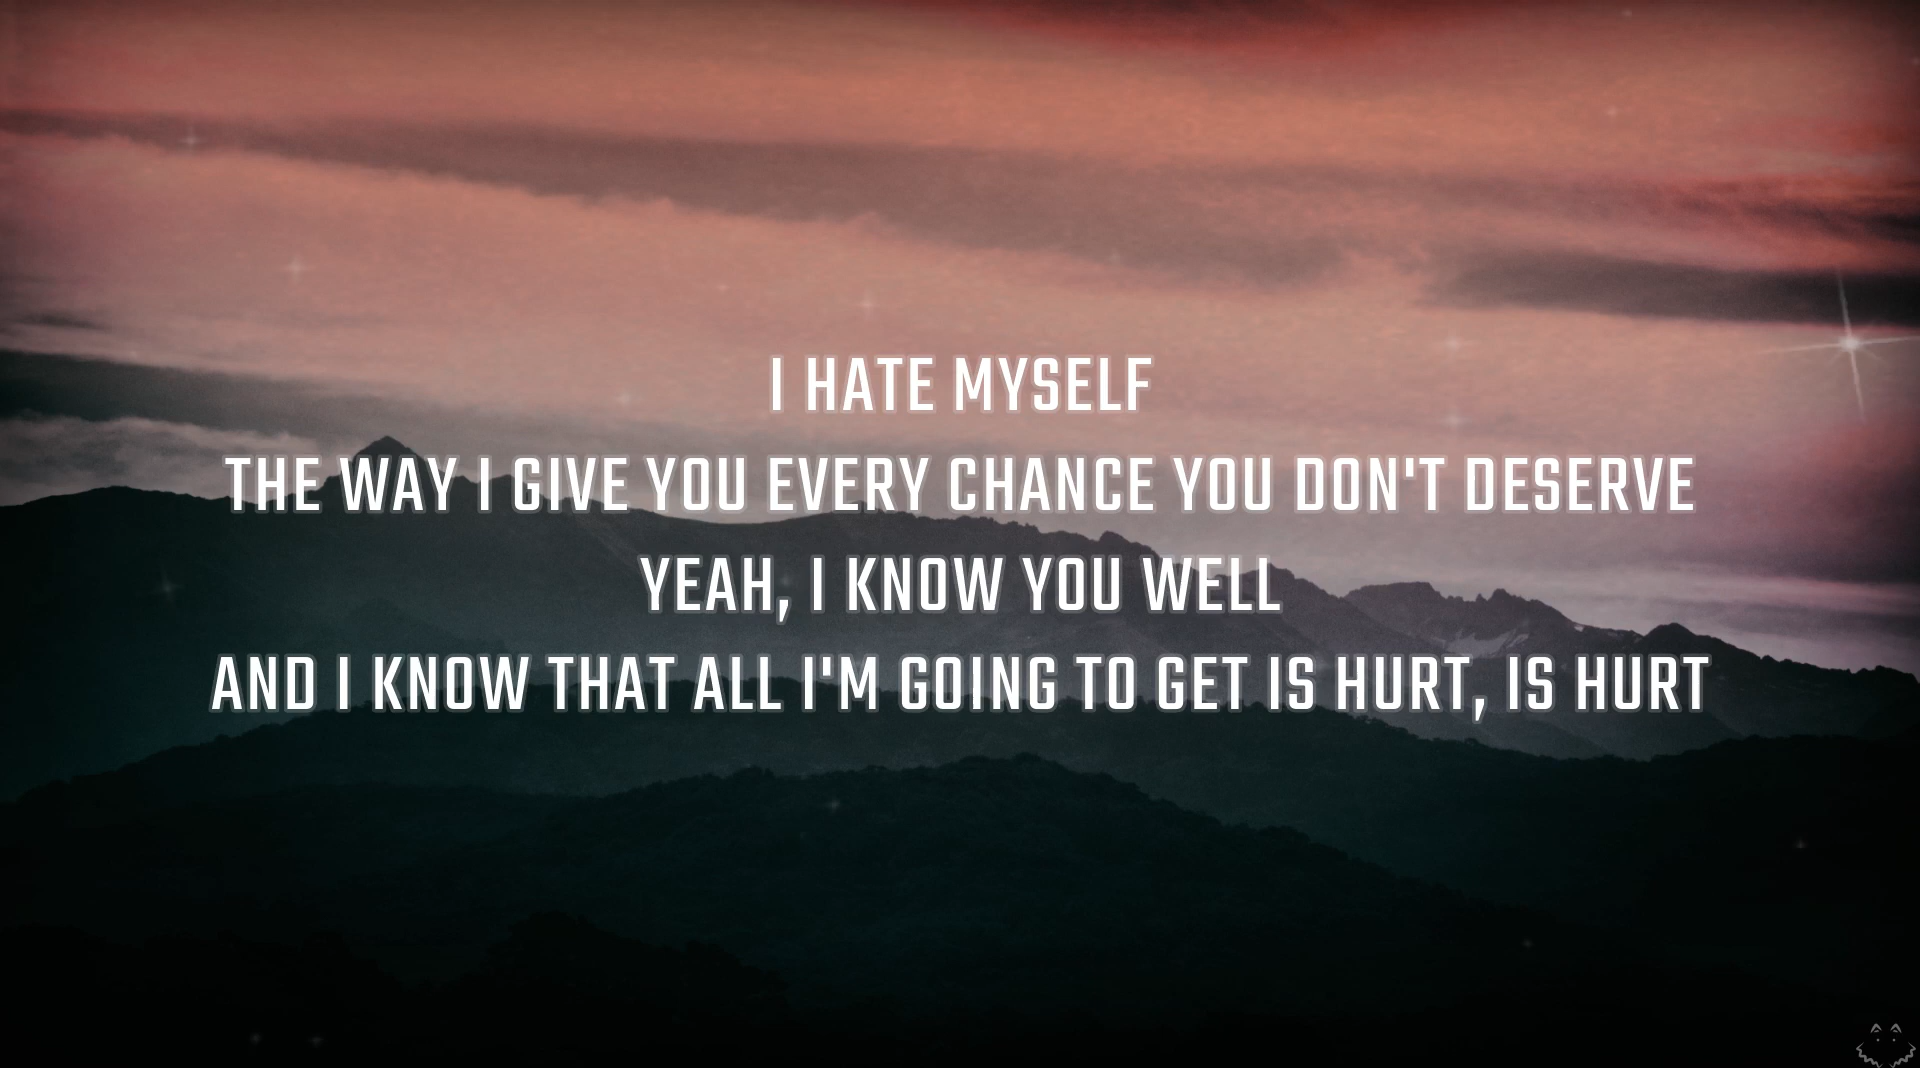 I HATE MYSELF
THE WAY I GIVE YOU EVERY CHANCE YOU DON'T DESERVE
YEAH, I KNOW YOU WELL
AND I KNOW THAT ALL I'M GOING TO GET IS HURT, IS HURT